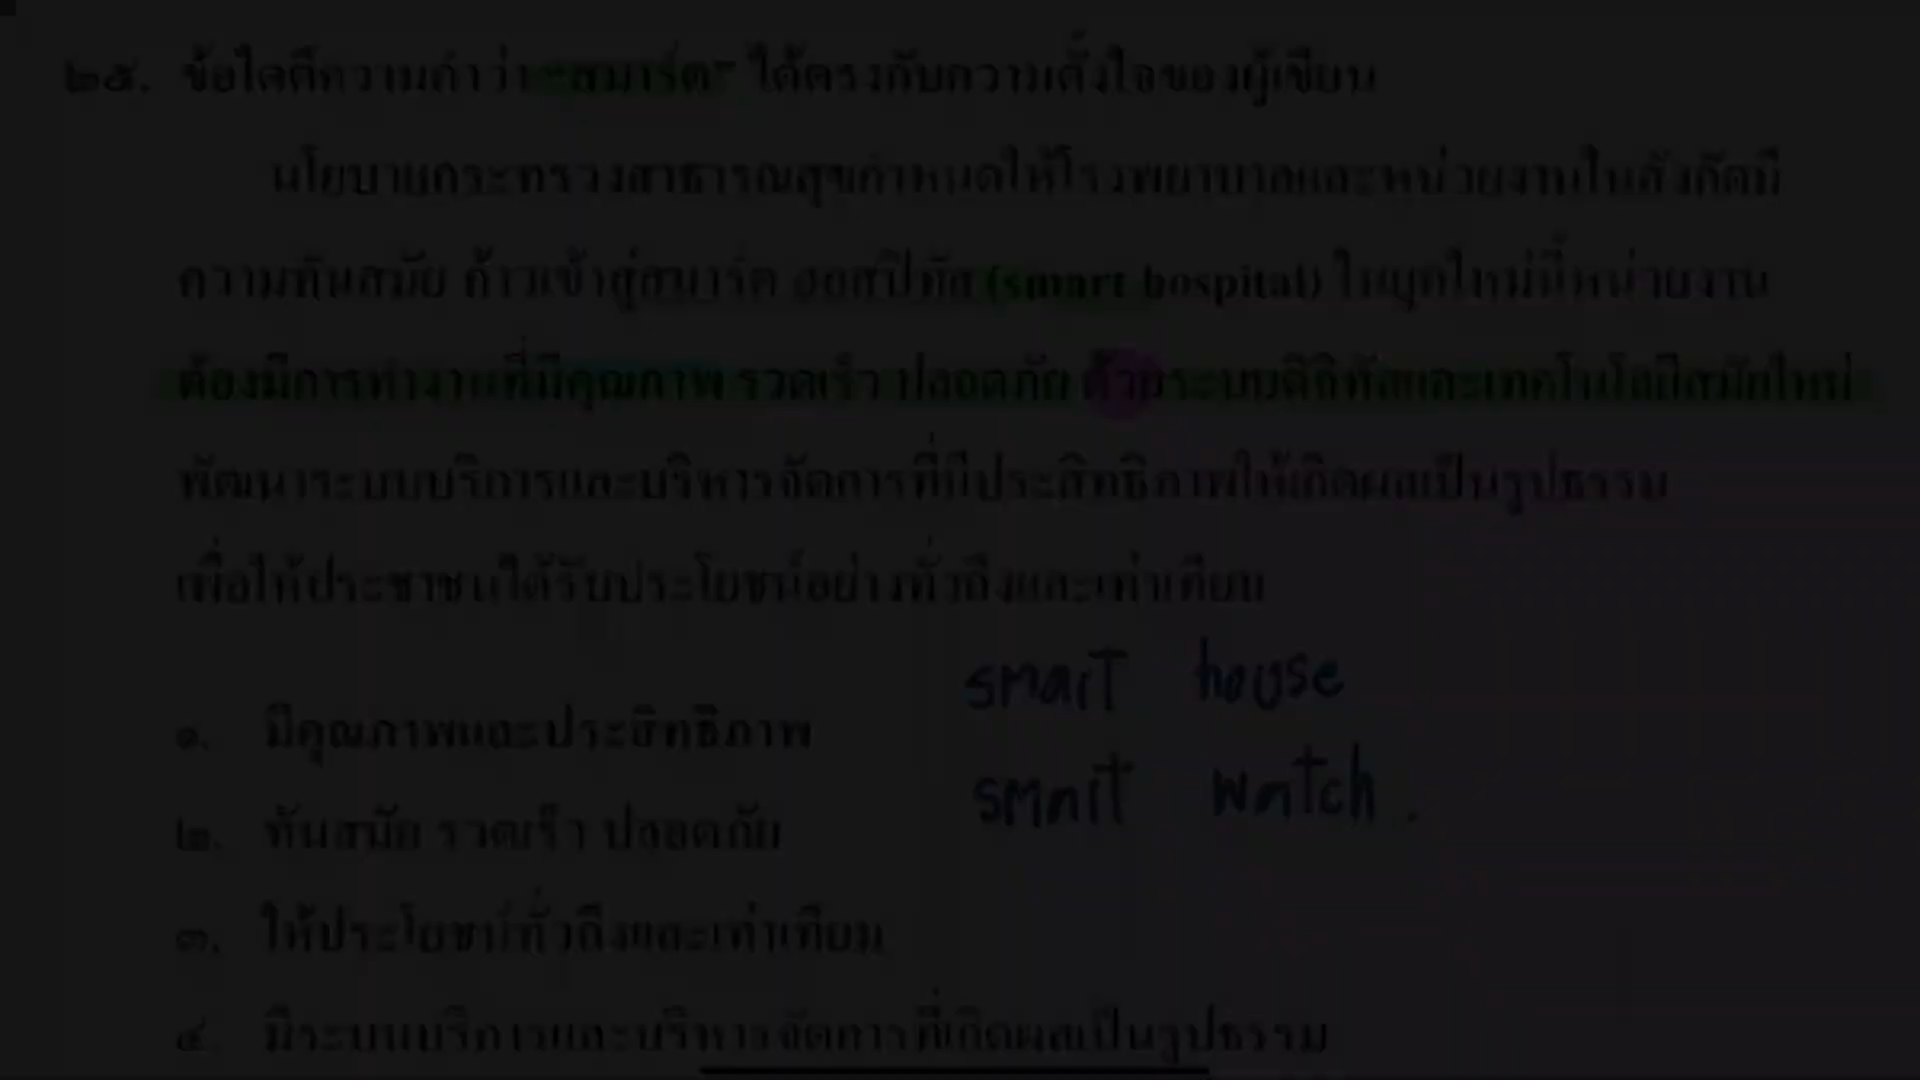 ๒๕. ข้อใดตีความคำว่า “สมาร์ต” ได้ตรงกับความตั้งใจของผู้เขียน
นโยบายกระทรวงสาธารณสุขกำหนดให้โรงพยาบาลและหน่วยงานในสังกัดมี
ความทันสมัย ก้าวเข้าสู่สมาร์ต ฮอสปิทัล (smart hospital) ในยุคใหม่นี้หน่วยงาน
ต้องมีการทำงานที่มีคุณภาพ รวดเร็ว ปลอดภัย ด้วยระบบดิจิทัลและเทคโนโลยีสมัยใหม่
พัฒนาระบบบริการและบริหารจัดการที่มีประสิทธิภาพให้เกิดผลเป็นรูปธรรม
เพื่อให้ประชาชนได้รับประโยชน์อย่างทั่วถึงและเท่าเทียม
smart house
๑. มีคุณภาพและประสิทธิภาพ
smart watch.
๒. ทันสมัย รวดเร็ว ปลอดภัย
๓. ให้ประโยชน์ทั่วถึงและเท่าเทียม
๔. มีระบบบริการและบริหารจัดการที่เกิดผลเป็นรูปธรรม